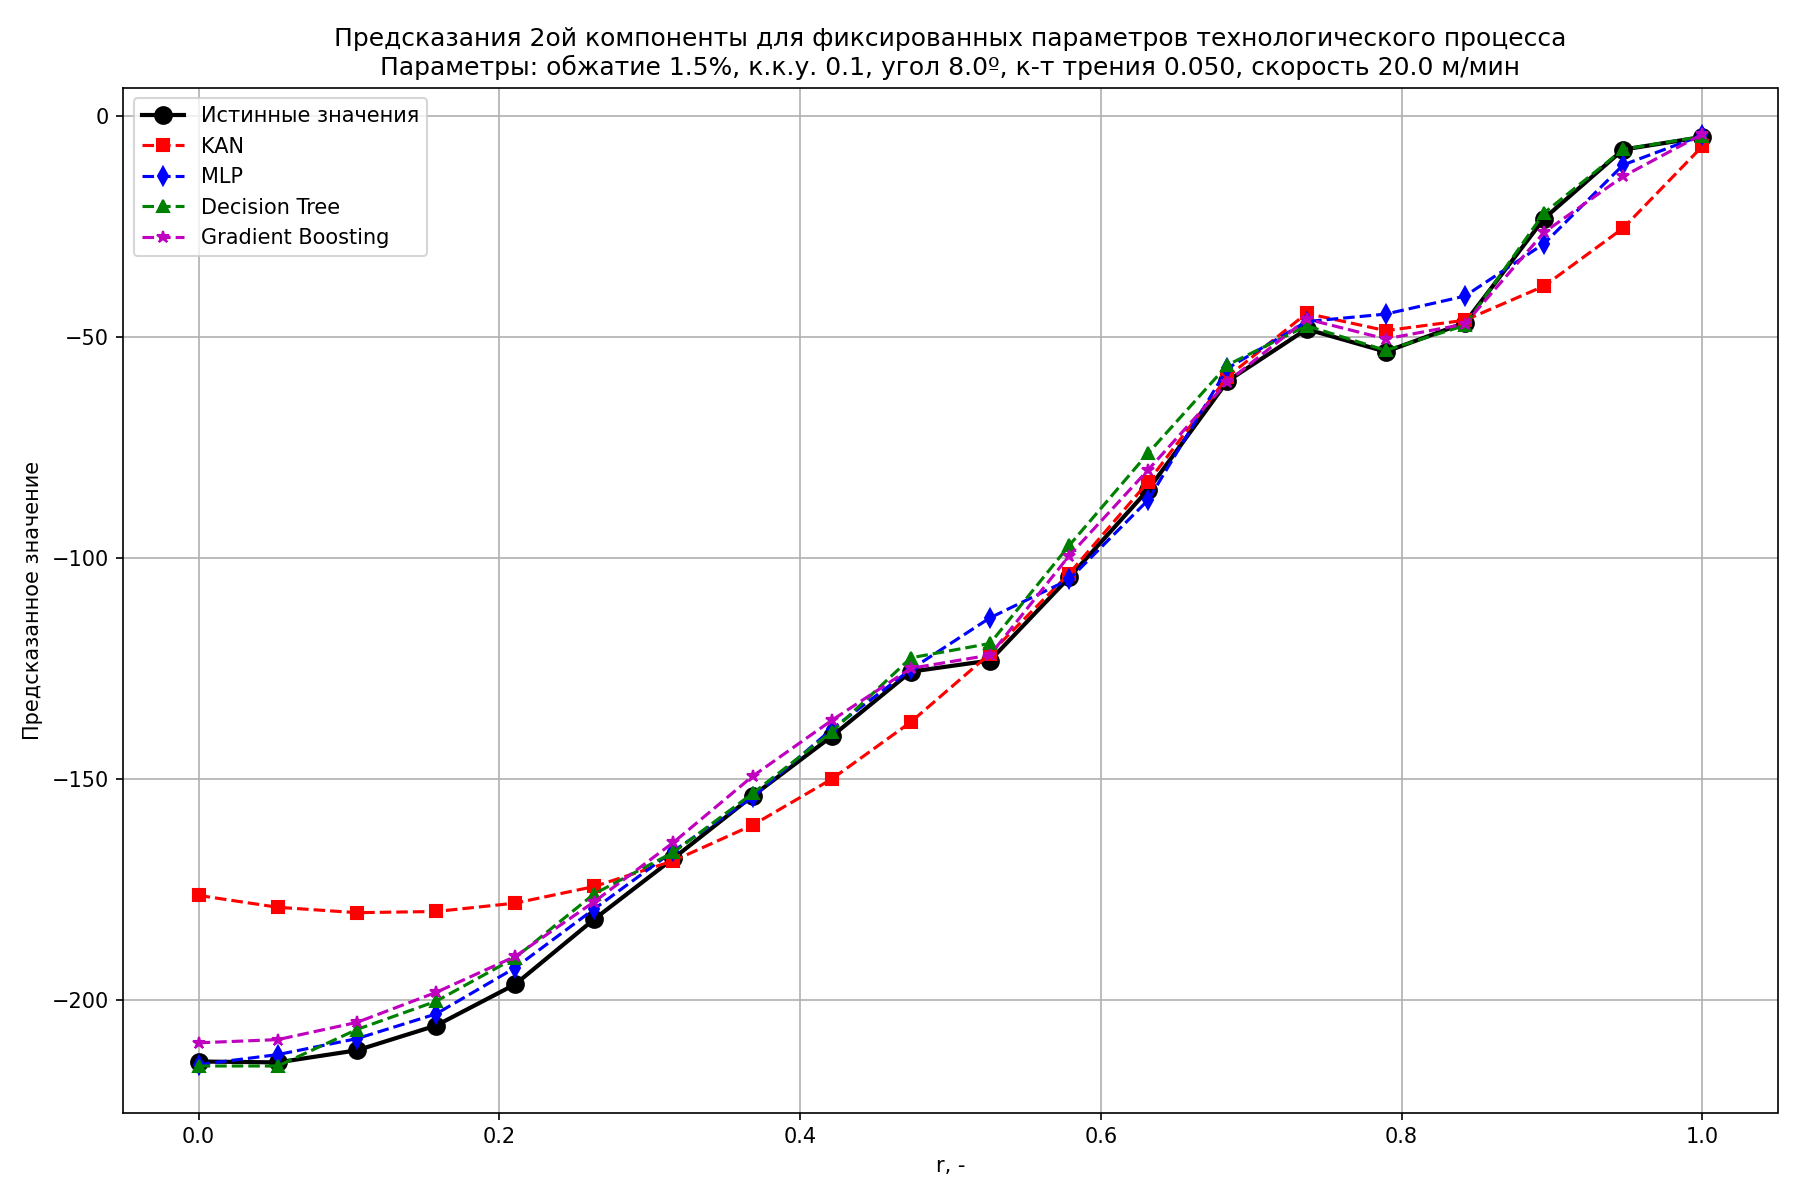 Предсказания 2ой компоненты для фиксированных параметров технологического процесса
Параметры: обжатие 1.5%, к.к.у. 0.1, угол 8.0º, к-т трения 0.050, скорость 20.0 м/мин
Истинные значения
KAN
MLP
Decision Tree
Gradient Boosting
Предсказанное значение
0
−50
−100
−150
−200
0.0
0.2
0.4
0.6
0.8
1.0
r, -